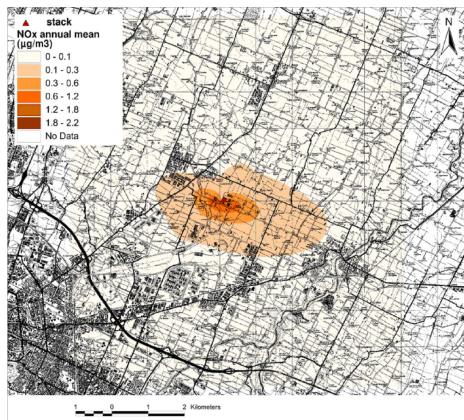 stack
NOx annual mean
(µg/m3)
0 - 0.1
0.1 - 0.3
0.3 - 0.6
0.6 - 1.2
1.2 - 1.8
1.8 - 2.2
No Data
N
1 0 1 2 Kilometers